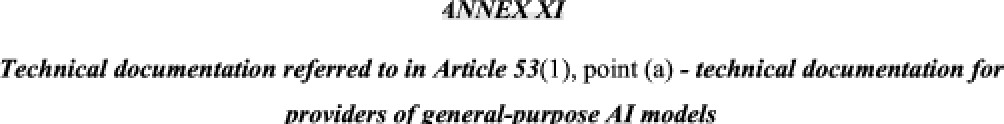 ANNEX XI
Technical documentation referred to in Article 53(1), point (a) - technical documentation for
providers of general-purpose AI models